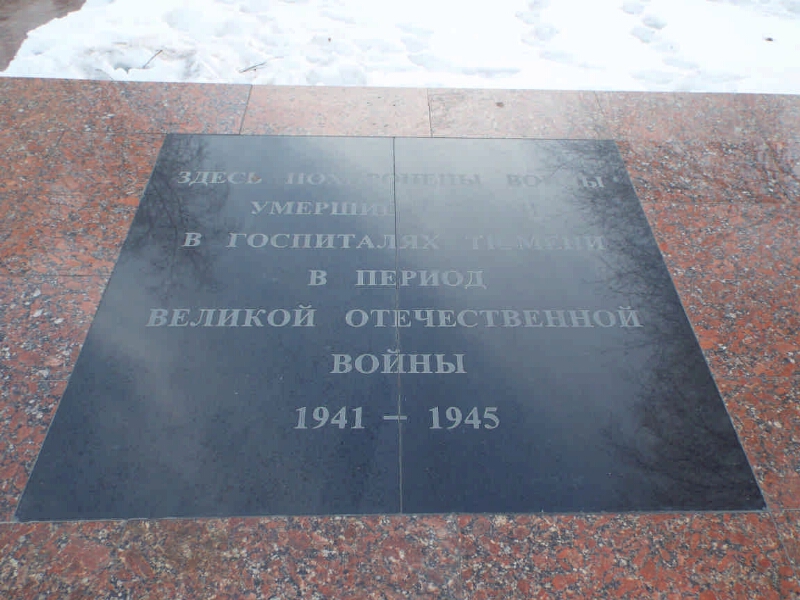 ЗДЕСЬ ПОХОРОНЕНЫ ВОИНЫ
УМЕРШИЕ
В ГОСПИТАЛЯХ ТЮМЕНИ
В ПЕРИОД
ВЕЛИКОЙ ОТЕЧЕСТВЕННОЙ
ВОЙНЫ
1941 – 1945